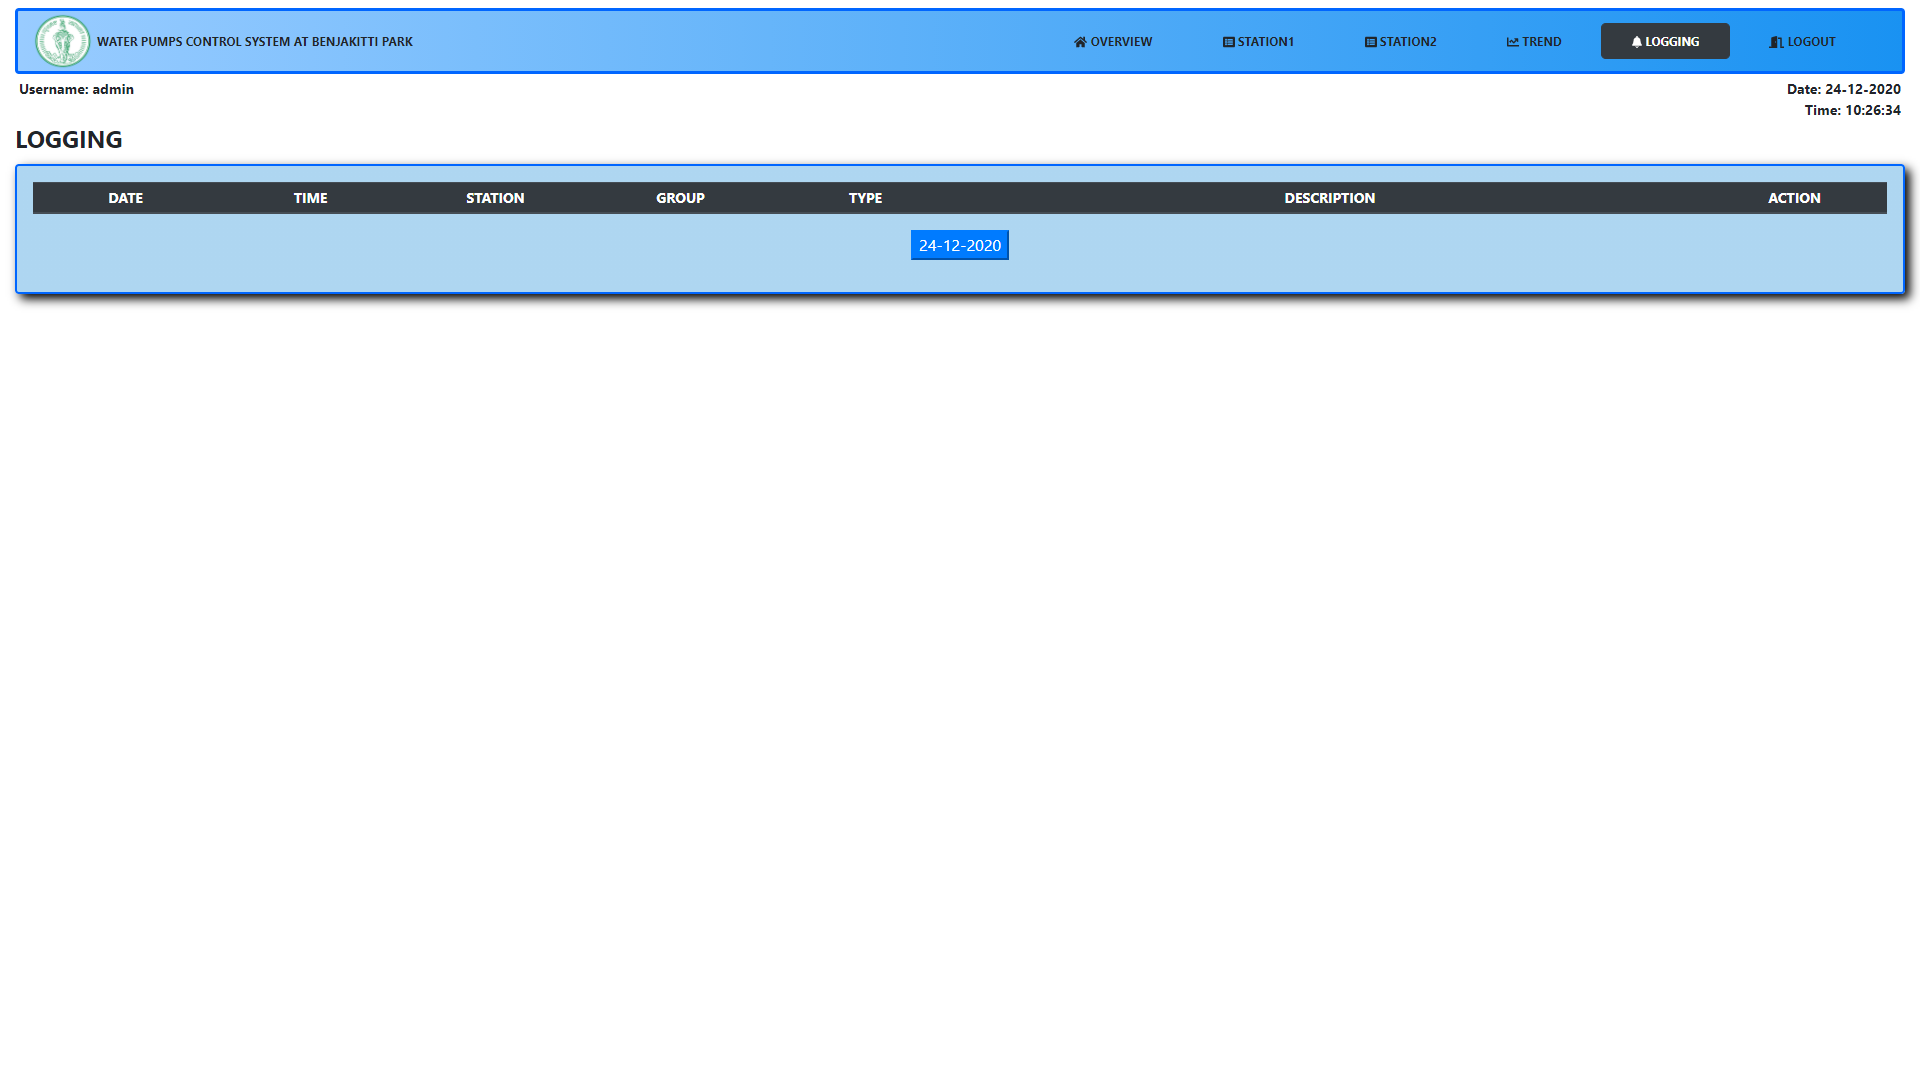 WATER PUMPS CONTROL SYSTEM AT BENJAKITTI PARK
OVERVIEW
STATION1
STATION2
TREND
LOGGING
LOGOUT
Username: admin
Date: 24-12-2020
Time: 10:26:34
LOGGING
DATE TIME STATION GROUP TYPE DESCRIPTION ACTION
24-12-2020